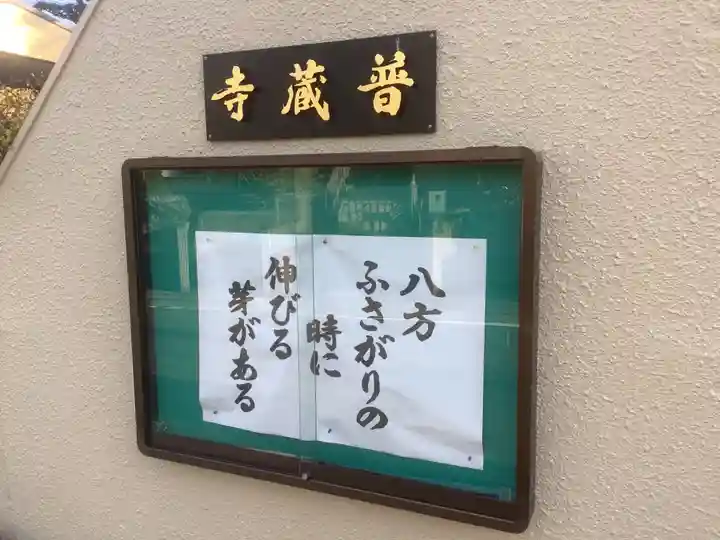 普蔵寺
八方
ふさがりの
時に
伸びる
芽がある